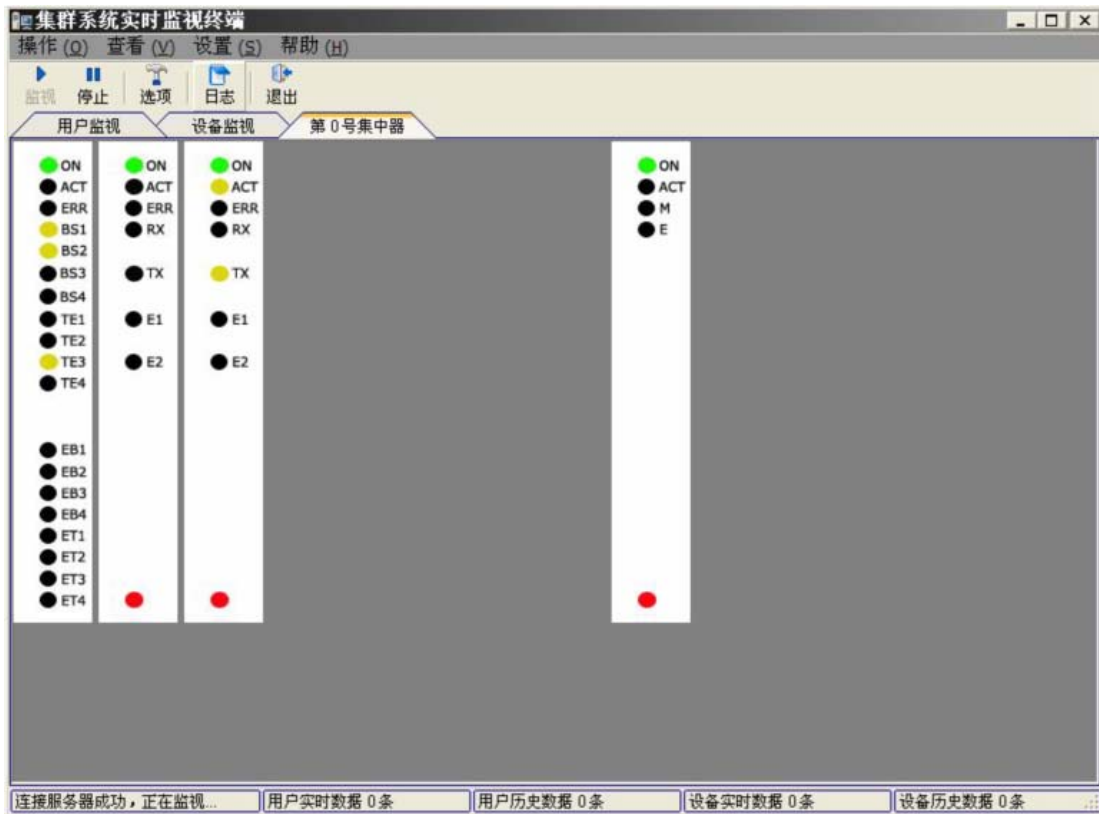 集群系统实时监视终端
操作(O) 查看(V) 设置(S) 帮助(H)
监视 停止 选项 日志 退出
用户监视 设备监视 第0号集中器
ON ON ON ON
ACT ACT ACT ACT
ERR ERR ERR M
BS1 RX RX E
BS2
BS3 TX TX
BS4
TE1 E1 E1
TE2
TE3 E2 E2
TE4
EB1
EB2
EB3
EB4
ET1
ET2
ET3
ET4
连接服务器成功，正在监视... 用户实时数据 0条 用户历史数据 0条 设备实时数据 0条 设备历史数据 0条